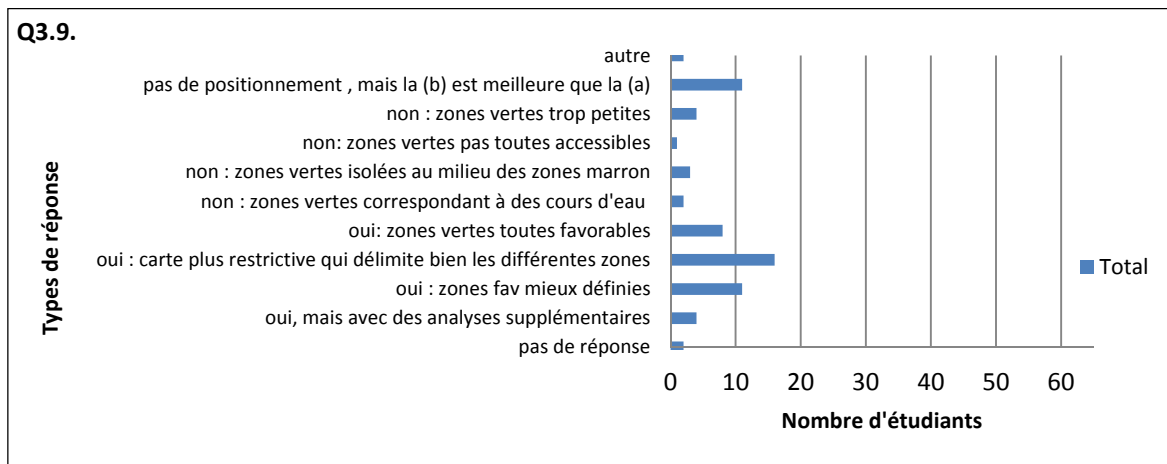 Q3.9.
autre
pas de positionnement , mais la (b) est meilleure que la (a)
non : zones vertes trop petites
non: zones vertes pas toutes accessibles
non : zones vertes isolées au milieu des zones marron
non : zones vertes correspondant à des cours d'eau
oui: zones vertes toutes favorables
oui : carte plus restrictive qui délimite bien les différentes zones
oui : zones fav mieux définies
oui, mais avec des analyses supplémentaires
pas de réponse
Types de réponse
0 10 20 30 40 50 60
Nombre d'étudiants
Total